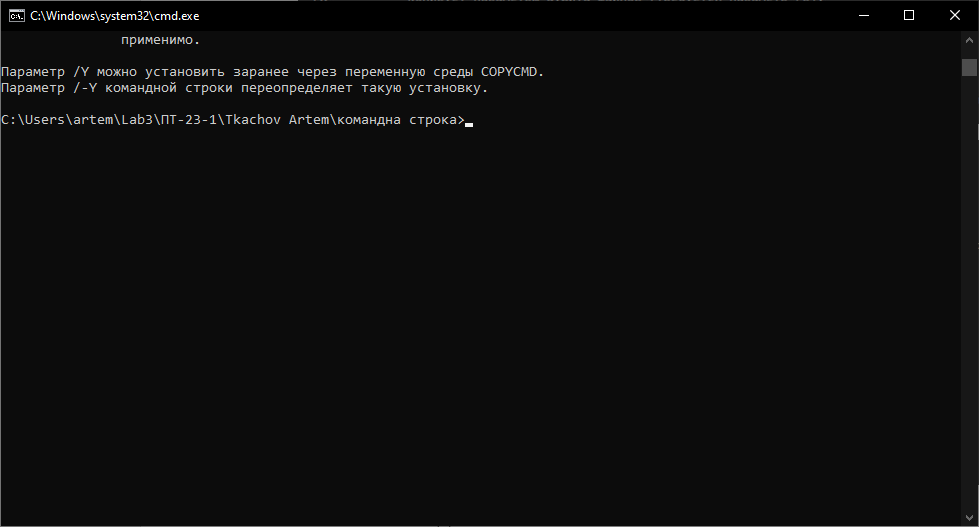 C:\Windows\system32\cmd.exe
применимо.
Параметр /Y можно установить заранее через переменную среды COPYCMD.
Параметр /-Y командной строки переопределяет такую установку.
C:\Users\artem\Lab3\ПТ-23-1\Tkachov Artem\командна строка>